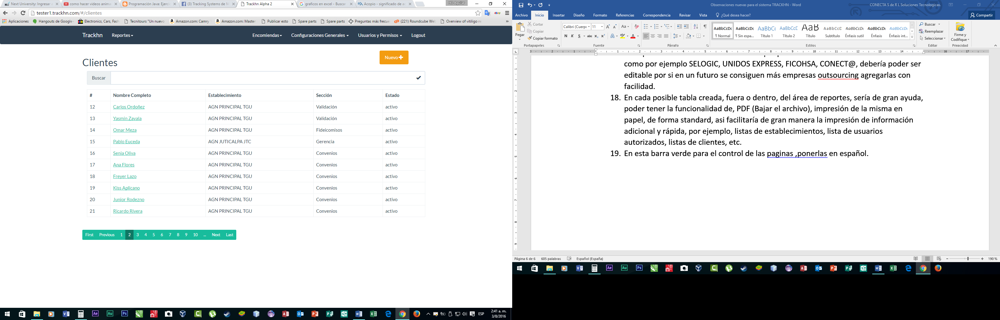 Next University: Ingresar a
como hacer videos anima
Programación Java: Ejerci
(3) Tracking Systems de M
Trackhn Alpha 2
graficos en excel - Buscar
Acopio - significado de ac
HD Aguilar
tester1.trackhn.com/#/clientes
Aplicaciones
Hangouts de Google
Electronics, Cars, Fash
Tecnitours "Un nuevo
Amazon.com: Camry
Amazon.com: Master
Publicar esto
Spare parts
Spare parts
Preguntas más frecue
(221) Roundcube Web
Overview of vitiligo re
Trackhn
Reportes
Encomiendas
Configuraciones Generales
Usuarios y Permisos
Logout
Nuevo
Clientes
Buscar
# Nombre Completo Establecimiento Sección Estado
12 Carlos Ordoñez AGN PRINCIPAL TGU Validación activo
13 Yasmin Zavala AGN PRINCIPAL TGU Validación activo
14 Omar Meza AGN PRINCIPAL TGU Fideicomisos activo
15 Pablo Euceda AGN JUTICALPA JTC Gerencia activo
16 Senia Oliva AGN PRINCIPAL TGU Convenios activo
17 Ana Flores AGN PRINCIPAL TGU Convenios activo
18 Freyer Lazo AGN PRINCIPAL TGU Convenios activo
19 Kiss Aplicano AGN PRINCIPAL TGU Convenios activo
20 Junior Rodezno AGN PRINCIPAL TGU Convenios activo
21 Ricardo Rivera AGN PRINCIPAL TGU Convenios activo
First Previous 1 2 3 4 5 6 7 8 9 10 ... Next Last
ESP
2:41 a. m.
3/8/2016
Observaciones nuevas para el sistema TRACKHN - Word
CONECTA S de R L Soluciones Tecnologicas.
Archivo Inicio Insertar Diseño Formato Referencias Correspondencia Revisar Vista ¿Qué desea hacer? Compartir
Pegar
Cortar
Copiar
Copiar formato
Portapapeles
Calibri (Cuerpo 11
N K S abc x₂ x²
Fuente
Párrafo
AaBbCcDc AaBbCcDc AaBbC AaBbCcE AaB AaBbCcD AaBbCcDc AaBbCcDc AaBbCcDc
¶ Normal ¶ Sin espa... Título 1 Título 2 Título Subtítulo Énfasis sutil Énfasis Énfasis int...
Estilos
Buscar
Reemplazar
Seleccionar
Editar
Firme y
Codifique
Privacidad
como por ejemplo SELOGIC, UNIDOS EXPRESS, FICOHSA, CONECT@, debería poder ser
editable por si en un futuro se consiguen más empresas outsourcing agregarlas con
facilidad.
18. En cada posible tabla creada, fuera o dentro, del área de reportes, sería de gran ayuda,
poder tener la funcionalidad de, PDF (Bajar el archivo), impresión de la misma en
papel, de forma standard, asi facilitaría de gran manera la impresión de información
adicional y rápida, por ejemplo, listas de establecimientos, lista de usuarios
autorizados, listas de clientes, etc.
19. En esta barra verde para el control de las paginas ,ponerlas en español.
Página 6 de 6
605 palabras
Español (España)
190 %